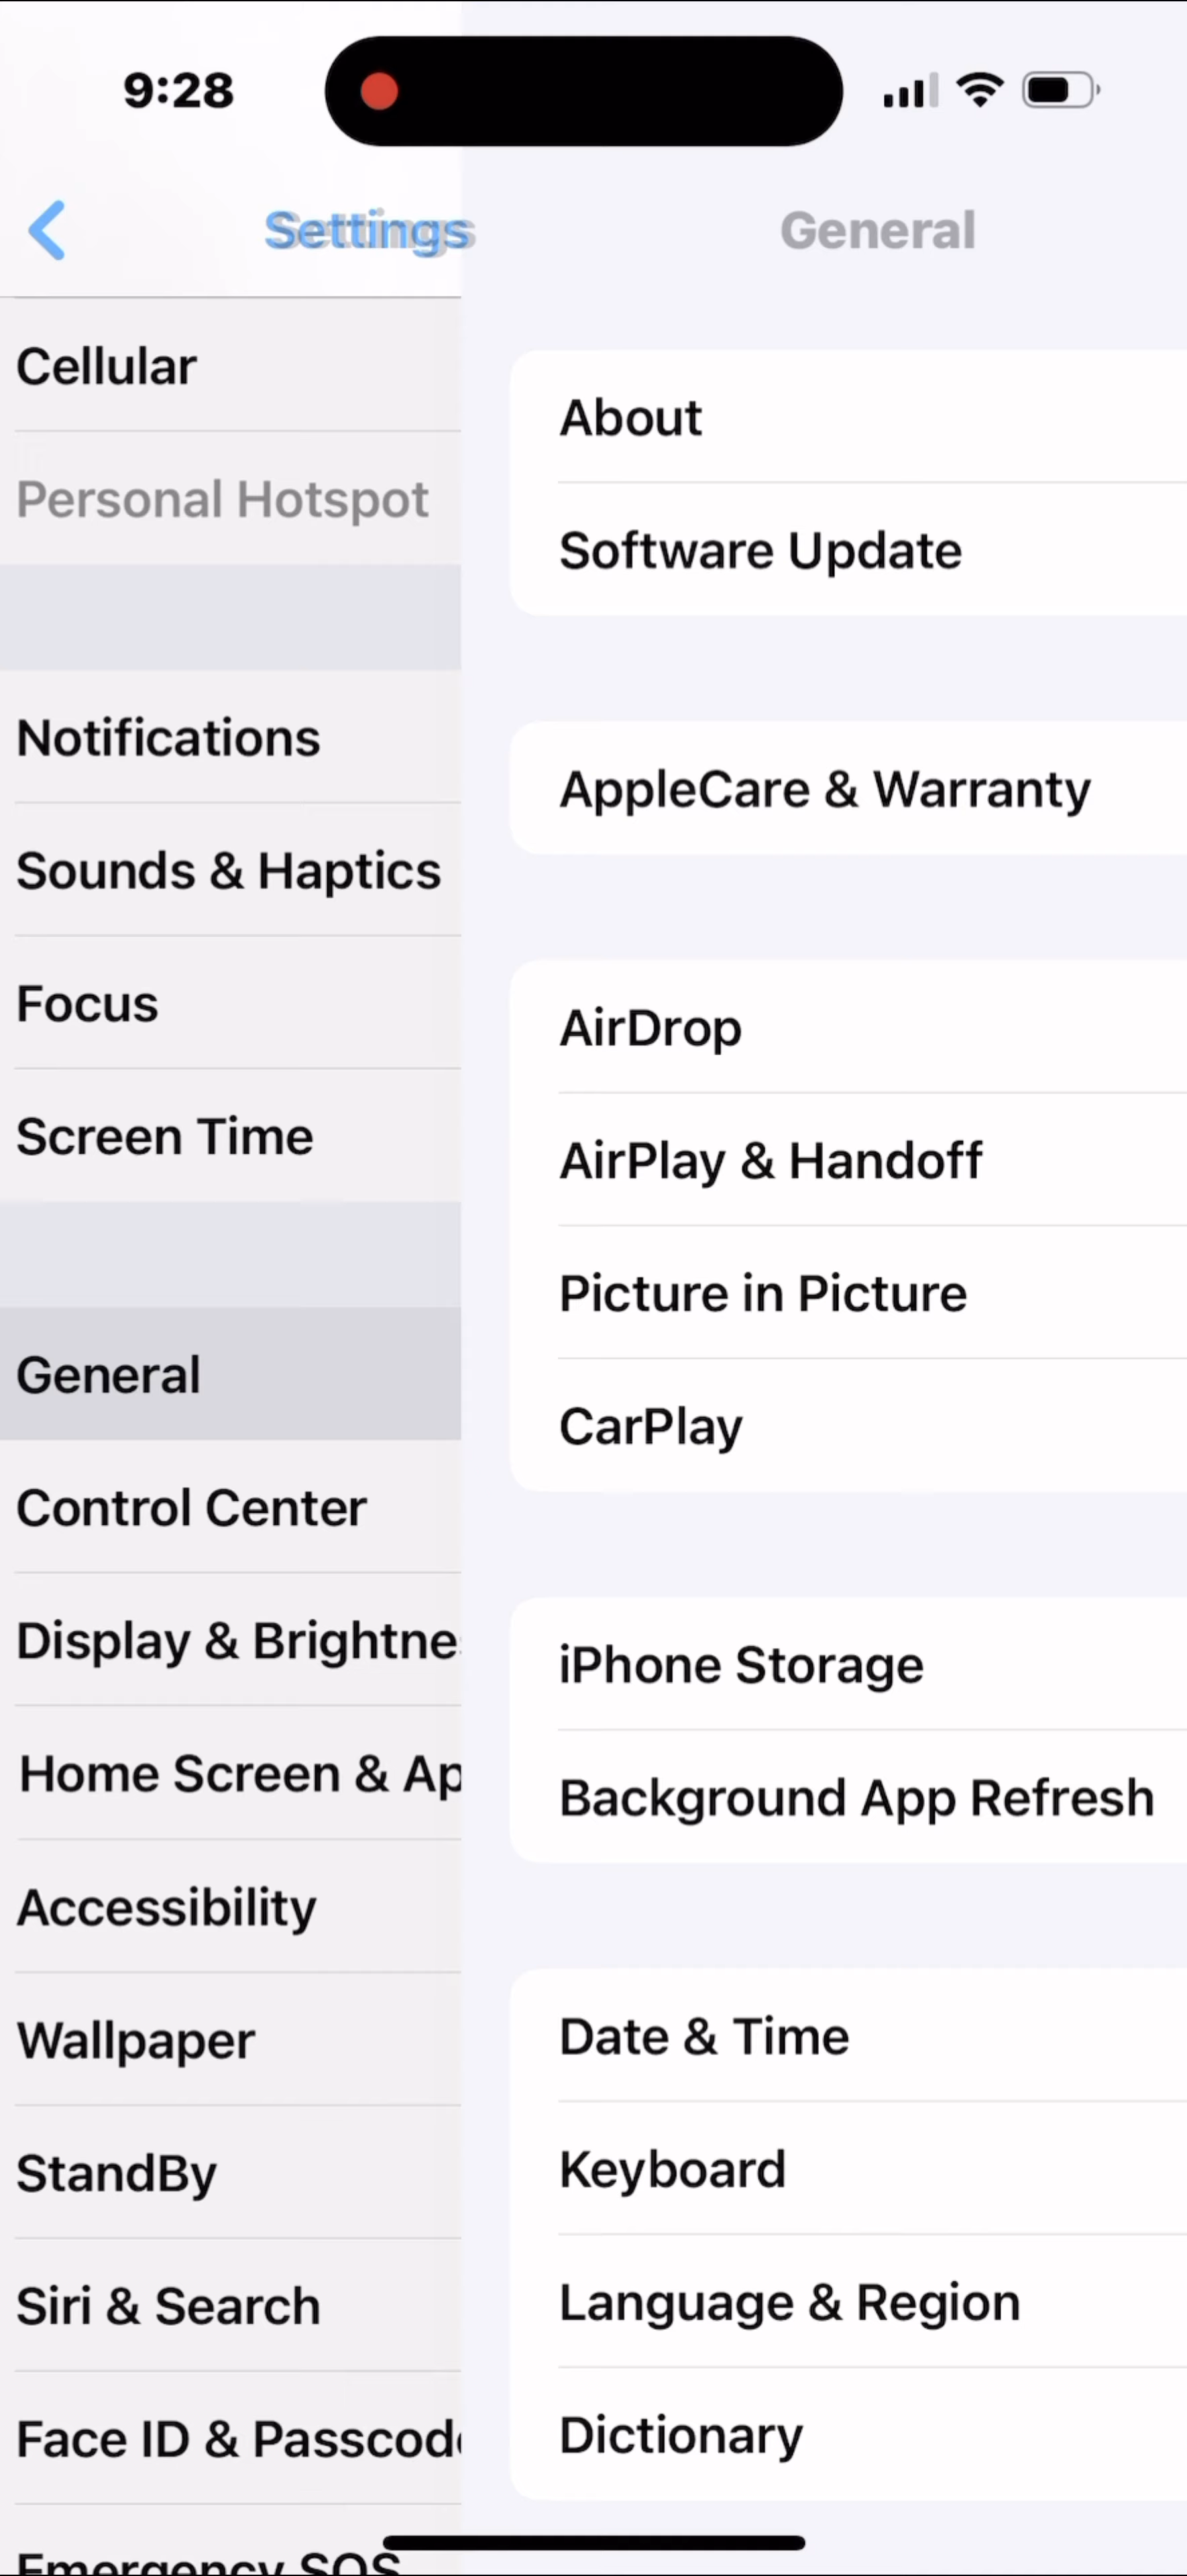 9:28
Settings
General
Cellular
Personal Hotspot
Notifications
Sounds & Haptics
Focus
Screen Time
General
Control Center
Display & Brightne
Home Screen & Ap
Accessibility
Wallpaper
StandBy
Siri & Search
Face ID & Passcod
Emergency SOS
About
Software Update
AppleCare & Warranty
AirDrop
AirPlay & Handoff
Picture in Picture
CarPlay
iPhone Storage
Background App Refresh
Date & Time
Keyboard
Language & Region
Dictionary